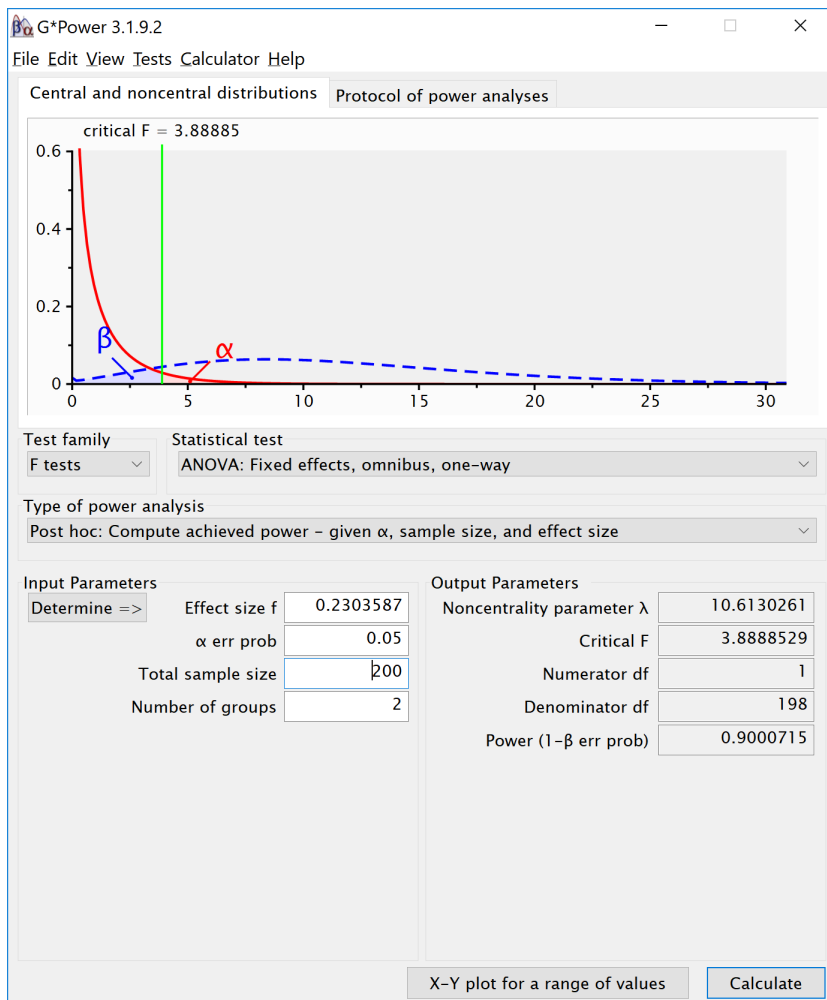 G*Power 3.1.9.2
File Edit View Tests Calculator Help
Central and noncentral distributions Protocol of power analyses
critical F = 3.88885
0.6
0.4
0.2
0
β
α
0 5 10 15 20 25 30
Test family Statistical test
F tests ANOVA: Fixed effects, omnibus, one-way
Type of power analysis
Post hoc: Compute achieved power - given α, sample size, and effect size
Input Parameters
Determine => Effect size f 0.2303587
α err prob 0.05
Total sample size 200
Number of groups 2
Output Parameters
Noncentrality parameter λ 10.6130261
Critical F 3.8888529
Numerator df 1
Denominator df 198
Power (1-β err prob) 0.9000715
X-Y plot for a range of values Calculate